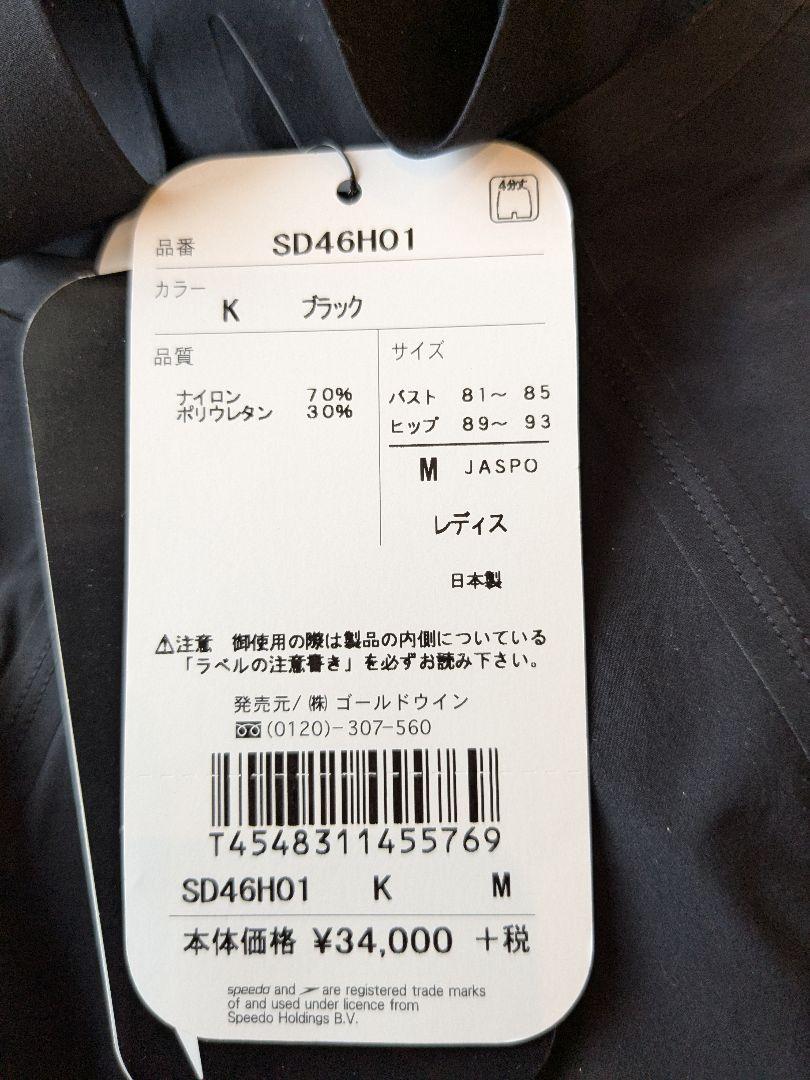 4分丈
品番 SD46H01
カラー
K ブラック
品質
ナイロン 70%
ポリウレタン 30%
サイズ
バスト 81～ 85
ヒップ 89～ 93
M JASPO
レディス
日本製
⚠注意 御使用の際は製品の内側についている
「ラベルの注意書き」を必ずお読み下さい。
発売元/㈱ゴールドウイン
(0120)-307-560
T4548311455769
SD46H01 K M
本体価格 ¥34,000 +税
speedo and are registered trade marks
of and used under licence from
Speedo Holdings B.V.